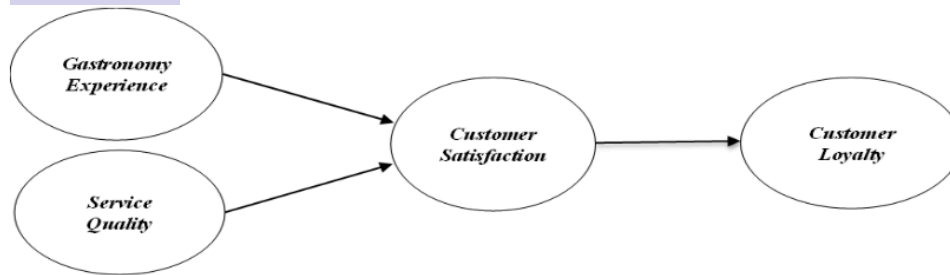 Gastronomy
Experience
Service
Quality
Customer
Satisfaction
Customer
Loyalty